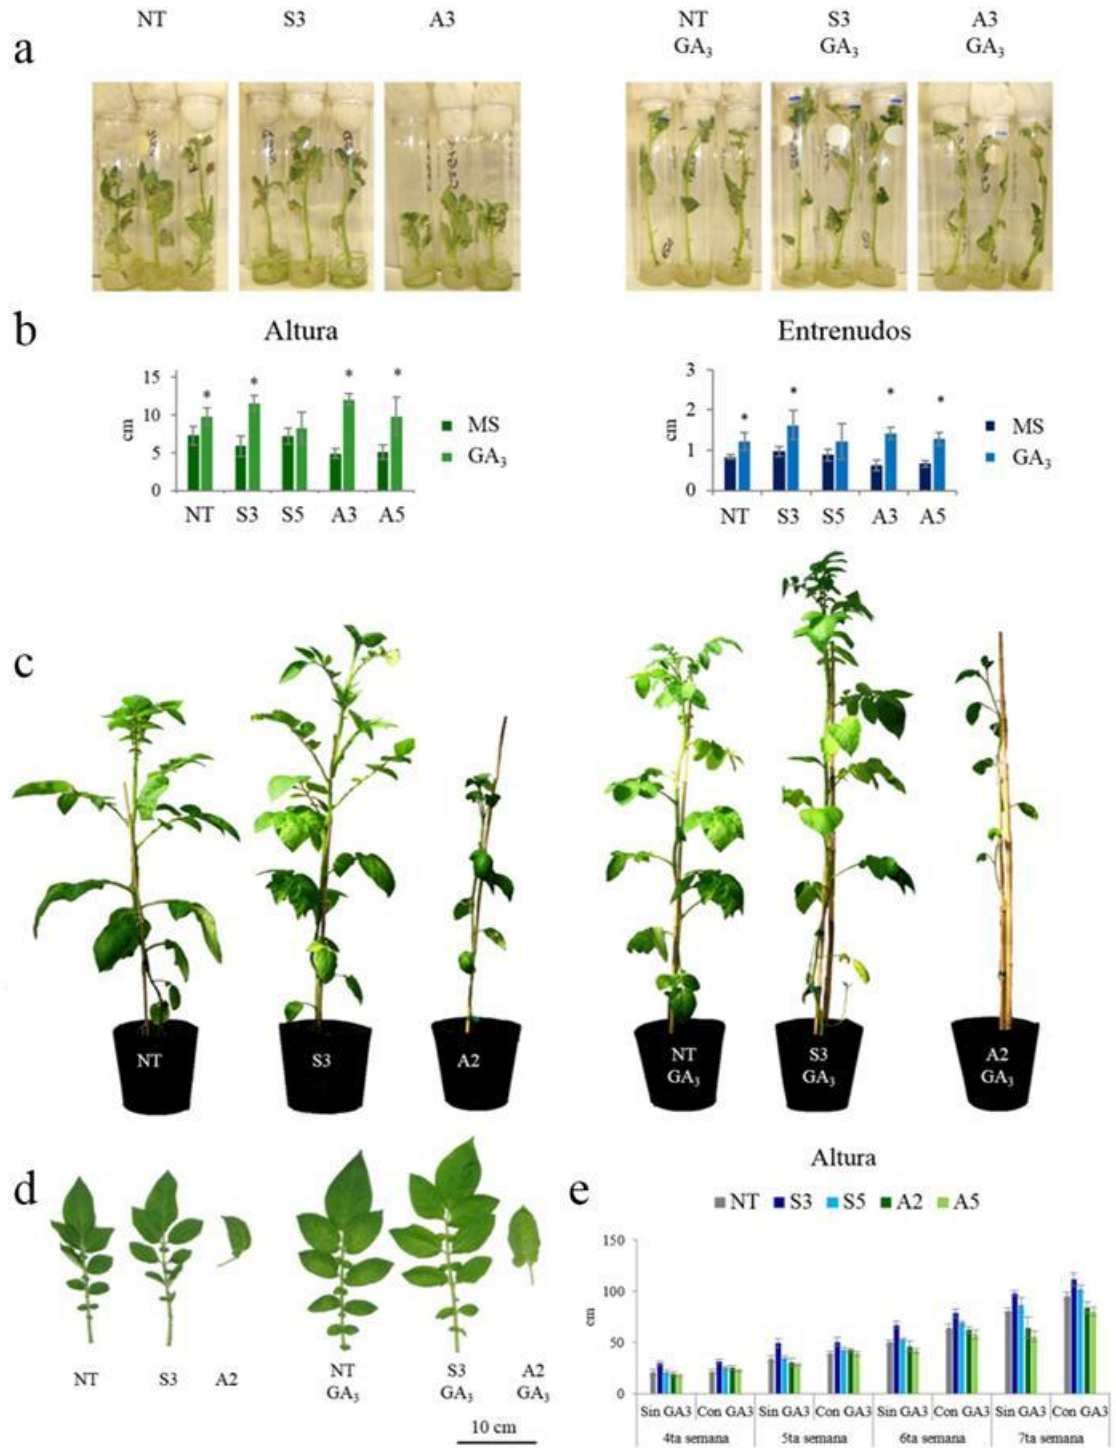 NT S3 A3 NT S3 A3
GA₃ GA₃ GA₃
a
b Altura Entrenudos
15
10
5
0
cm
* * * *
MS
GA₃
NT S3 S5 A3 A5
3
2
1
0
cm
* * * *
MS
GA₃
NT S3 S5 A3 A5
c
NT S3 A2 NT S3 A2
GA₃ GA₃ GA₃
d
NT S3 A2 NT S3 A2
GA₃ GA₃ GA₃
10 cm
Altura
e
NT S3 S5 A2 A5
150
100
50
0
cm
Sin GA3 Con GA3 Sin GA3 Con GA3 Sin GA3 Con GA3 Sin GA3 Con GA3
4ta semana 5ta semana 6ta semana 7ta semana